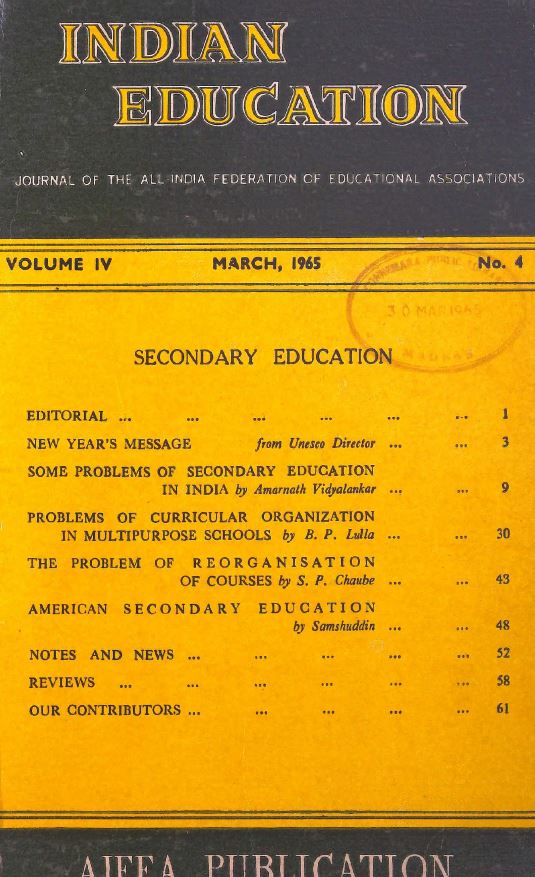 INDIAN
EDUCATION
JOURNAL OF THE ALL-INDIA FEDERATION OF EDUCATIONAL ASSOCIATIONS
VOLUME IV MARCH, 1965 No. 4
30 MAR 1965
MADRAS
SECONDARY EDUCATION
EDITORIAL ... ... ... ... ... ... 1
NEW YEAR'S MESSAGE from Unesco Director ... ... 3
SOME PROBLEMS OF SECONDARY EDUCATION
IN INDIA by Amarnath Vidyalankar ... ... 9
PROBLEMS OF CURRICULAR ORGANIZATION
IN MULTIPURPOSE SCHOOLS by B. P. Lulla ... ... 30
THE PROBLEM OF REORGANISATION
OF COURSES by S. P. Chaube ... ... 43
AMERICAN SECONDARY EDUCATION
by Samshuddin ... ... 48
NOTES AND NEWS ... ... ... ... ... 52
REVIEWS ... ... ... ... ... 58
OUR CONTRIBUTORS ... ... ... ... ... 61
AIFEA PUBLICATION